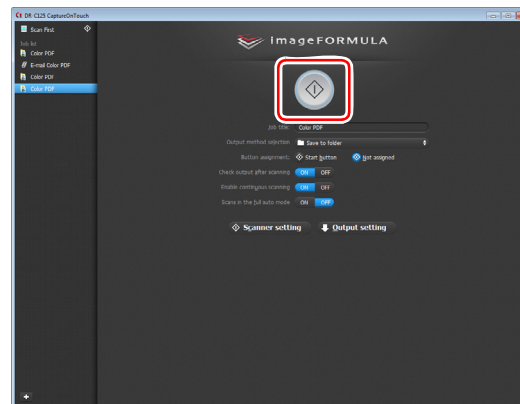 DR-C125 CaptureOnTouch
Scan First
Job list
Color PDF
E-mail Color PDF
Color PDF
Color PDF
imageFORMULA
Job title: Color PDF
Output method selection Save to folder
Button assignment: Start button Not assigned
Check output after scanning ON OFF
Enable continuous scanning ON OFF
Scans in the full auto mode ON OFF
Scanner setting Output setting